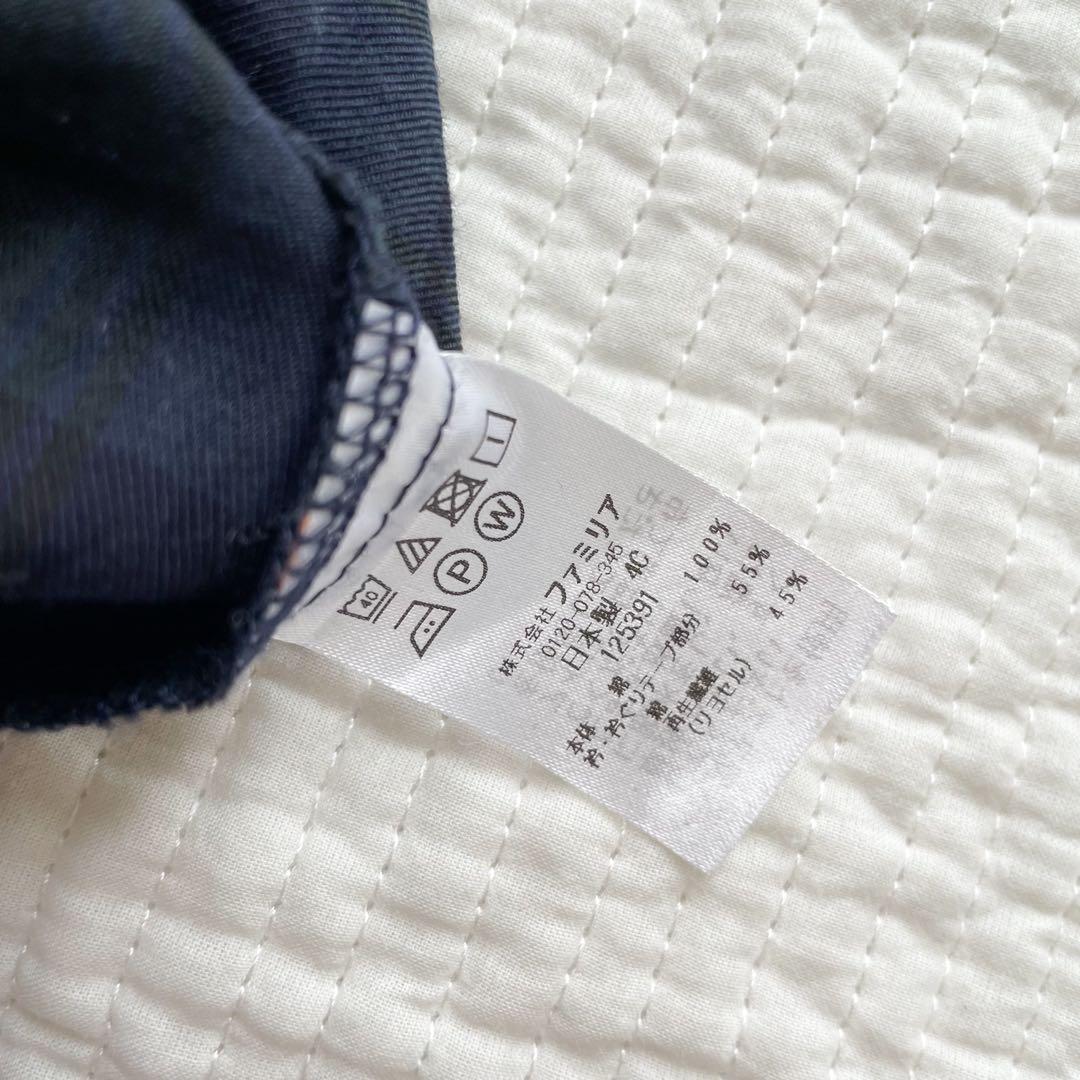 40
P
W
株式会社 ファミリア
0120-078-345
日本製
125391 4C
本体
綿 100%
衿・衿ぐりテープ部分
綿 55%
再生繊維 45%
(リヨセル)